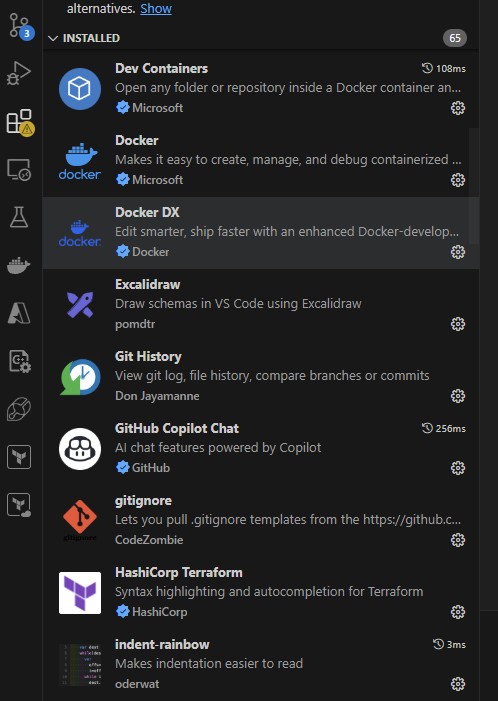 alternatives. Show
3
INSTALLED 65
Dev Containers 108ms
Open any folder or repository inside a Docker container an...
Microsoft
Docker
Makes it easy to create, manage, and debug containerized ...
docker
Microsoft
Docker DX
Edit smarter, ship faster with an enhanced Docker-develop...
docker
Docker
Excalidraw
Draw schemas in VS Code using Excalidraw
pomdtr
Git History
View git log, file history, compare branches or commits
Don Jayamanne
GitHub Copilot Chat 256ms
AI chat features powered by Copilot
GitHub
gitignore
Lets you pull .gitignore templates from the https://github.c...
gitignore
CodeZombie
HashiCorp Terraform
Syntax highlighting and autocompletion for Terraform
HashiCorp
indent-rainbow 3ms
Makes indentation easier to read
oderwat